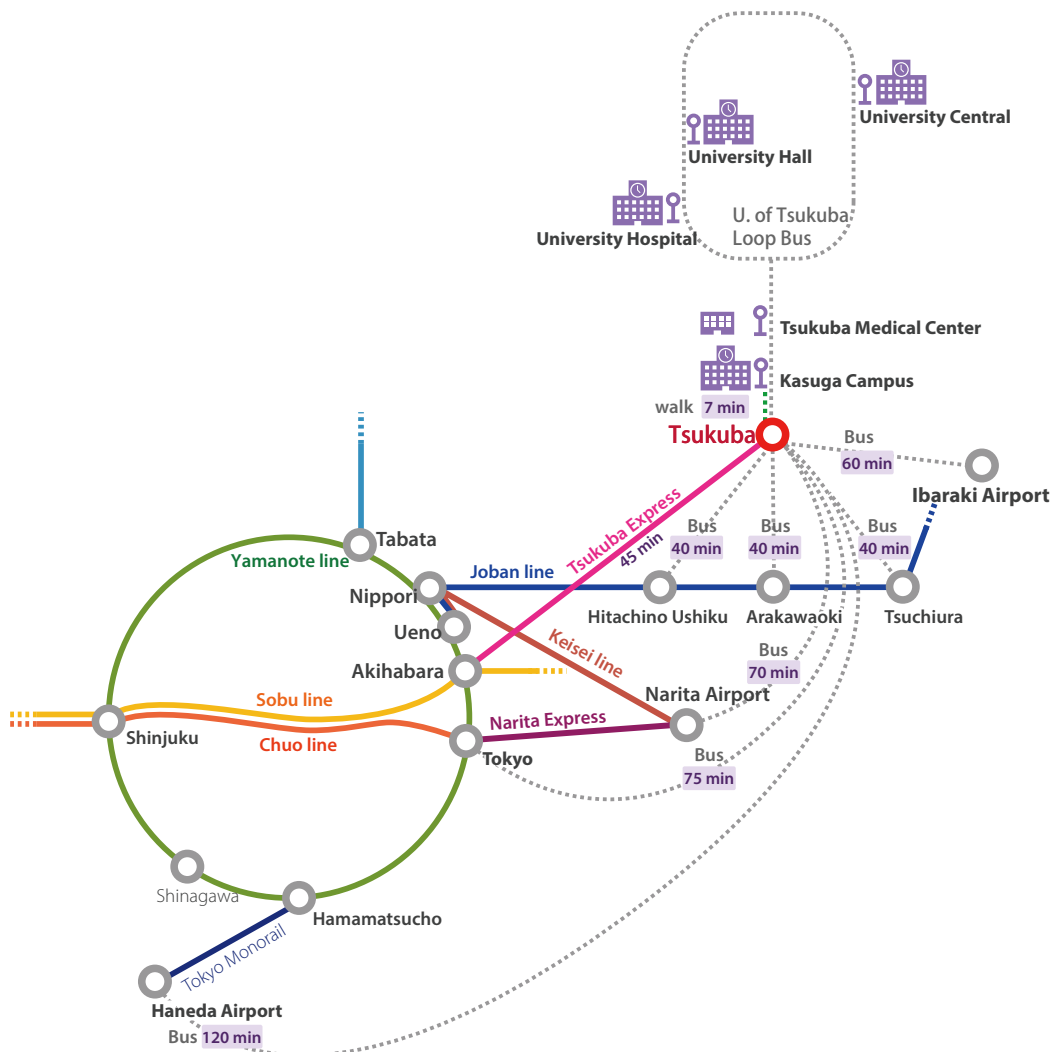 University Central
University Hall
University Hospital
U. of Tsukuba
Loop Bus
Tsukuba Medical Center
Kasuga Campus
walk 7 min
Tsukuba
Bus
60 min
Ibaraki Airport
Tsukuba Express
45 min
Bus
40 min
Bus
40 min
Bus
40 min
Tabata
Yamanote line
Joban line
Nippori
Hitachino Ushiku
Arakawaoki
Tsuchiura
Ueno
Keisei line
Bus
70 min
Akihabara
Narita Airport
Sobu line
Narita Express
Shinjuku
Chuo line
Tokyo
Bus
75 min
Shinagawa
Hamamatsucho
Tokyo Monorail
Haneda Airport
Bus 120 min